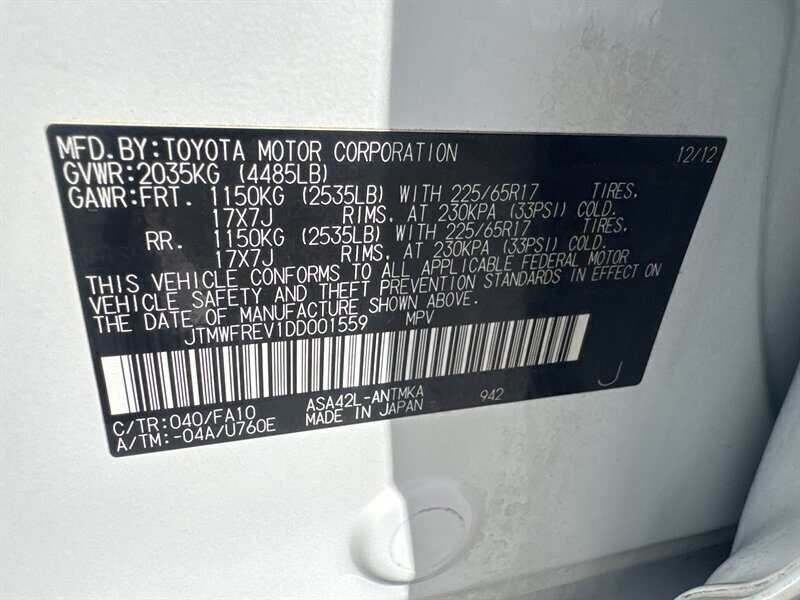 MFD. BY: TOYOTA MOTOR CORPORATION 12/12
GVWR: 2035KG (4485LB)
GAWR: FRT. 1150KG (2535LB) WITH 225/65R17 TIRES,
17X7J RIMS, AT 230KPA (33PSI) COLD.
RR. 1150KG (2535LB) WITH 225/65R17 TIRES,
17X7J RIMS, AT 230KPA (33PSI) COLD.
THIS VEHICLE CONFORMS TO ALL APPLICABLE FEDERAL MOTOR
VEHICLE SAFETY AND THEFT PREVENTION STANDARDS IN EFFECT ON
THE DATE OF MANUFACTURE SHOWN ABOVE.
JTMWFREV1DD001559 MPV
J
C/TR: 040/FA10 ASA42L-ANTMKA 942
A/TM: -04A/U760E MADE IN JAPAN